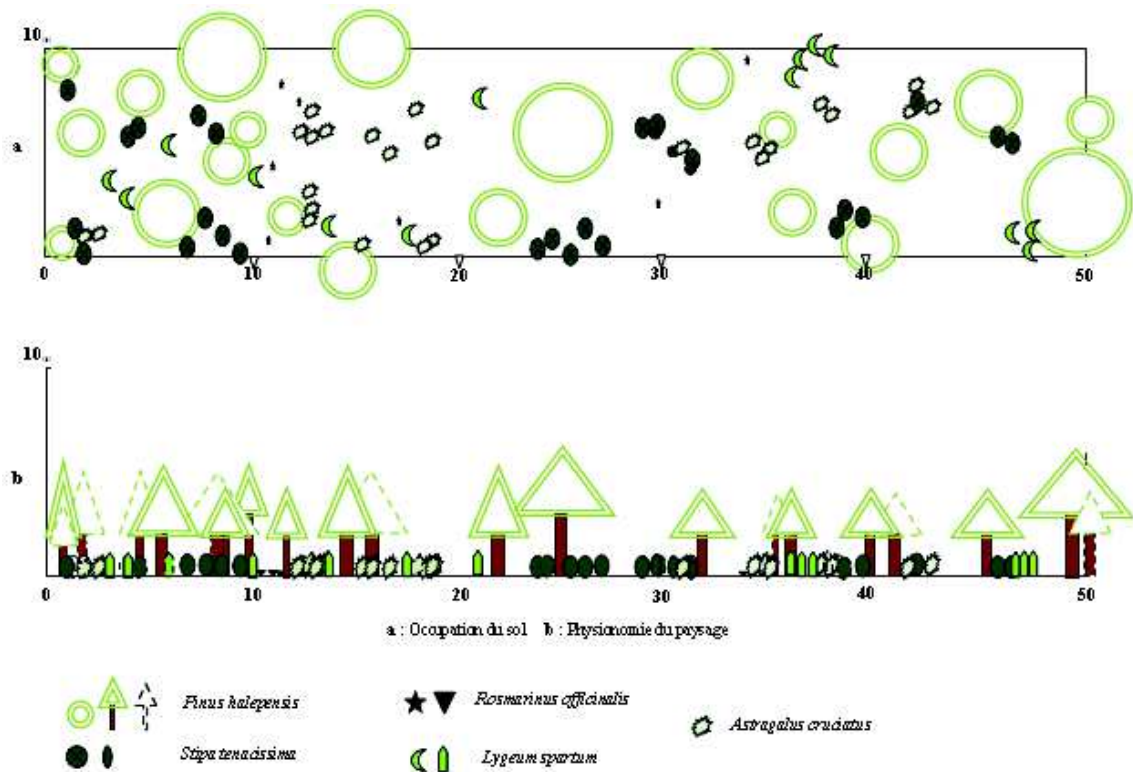 10
a
0 10 20 30 40 50
10
b
0 10 20 30 40 50
a : Occupation du sol b : Physionomie du paysage
Pinus halepensis
Rosmarinus officinalis
Astragalus cruciatus
Stipa tenacissima
Lygeum spartum